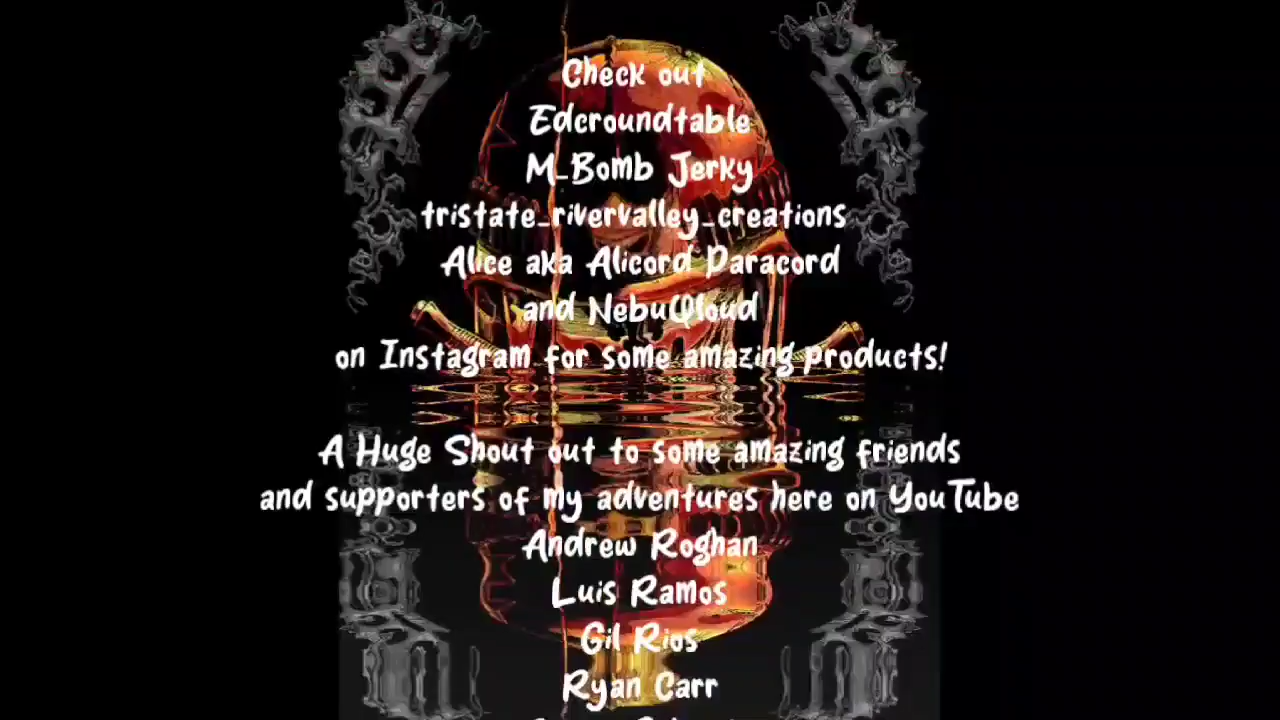 Check out
Edcroundtable
M_Bomb Jerky
tristate_rivervalley_creations
Alice aka Alicord Paracord
and NebuQloud
on Instagram for some amazing products!
A Huge Shout out to some amazing friends
and supporters of my adventures here on YouTube
Andrew Roghan
Luis Ramos
Gil Rios
Ryan Carr